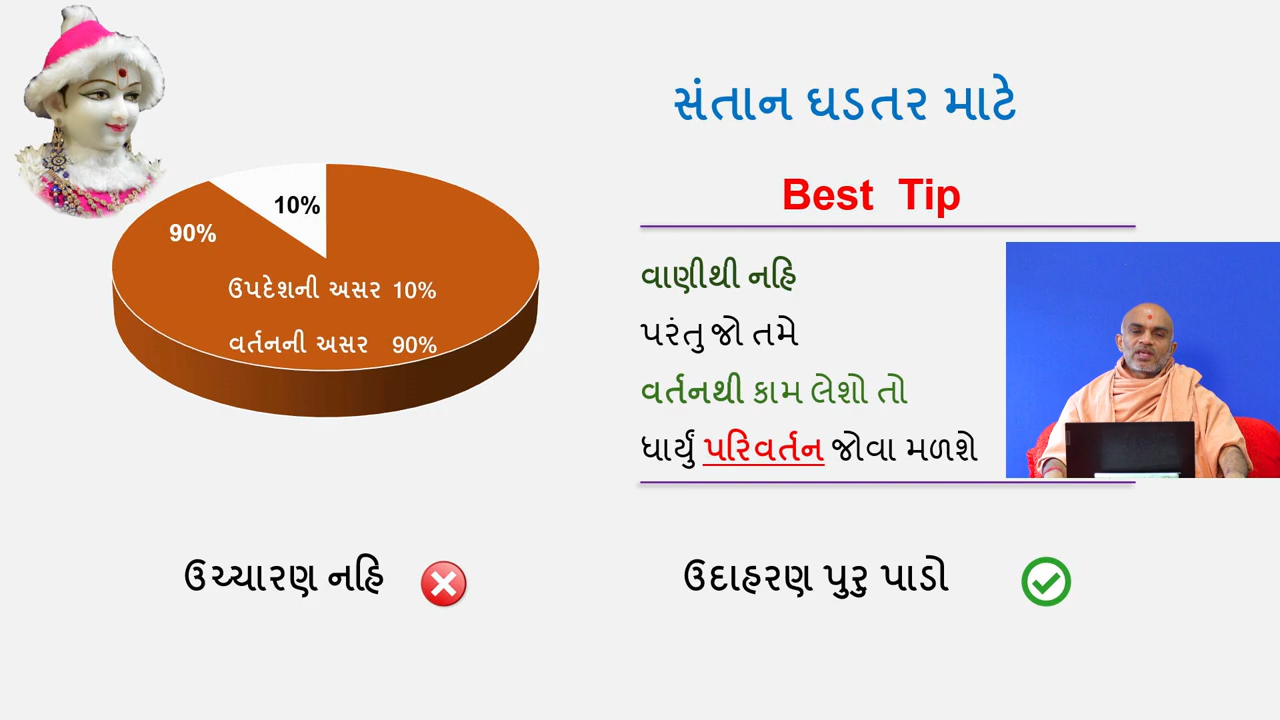 સંતાન ઘડતર માટે
Best Tip
10%
90%
ઉપદેશની અસર 10%
વર્તનની અસર 90%
વાણીથી નહિ
પરંતુ જો તમે
વર્તનથી કામ લેશો તો
ધાર્યું પરિવર્તન જોવા મળશે
ઉચ્ચારણ નહિ
ઉદાહરણ પુરુ પાડો